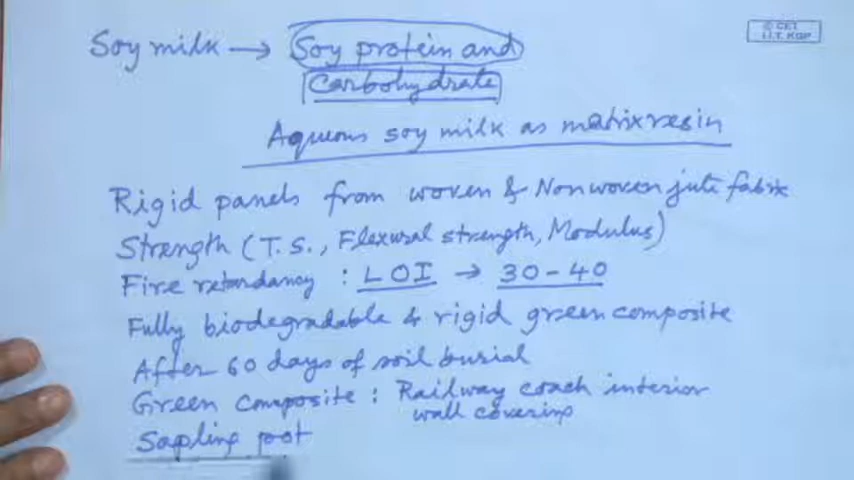 © CET
I.I.T. KGP
Soy milk → Soy protein and
Carbohydrate
Aqueous soy milk as matrix resin
Rigid panels from woven & Nonwoven jute fabric
Strength (T.S., Flexural strength, Modulus)
Fire retardancy : LOI → 30-40
Fully biodegradable & rigid green composite
After 60 days of soil burial
Green composite : Railway coach interior
wall covering
Sapling pot